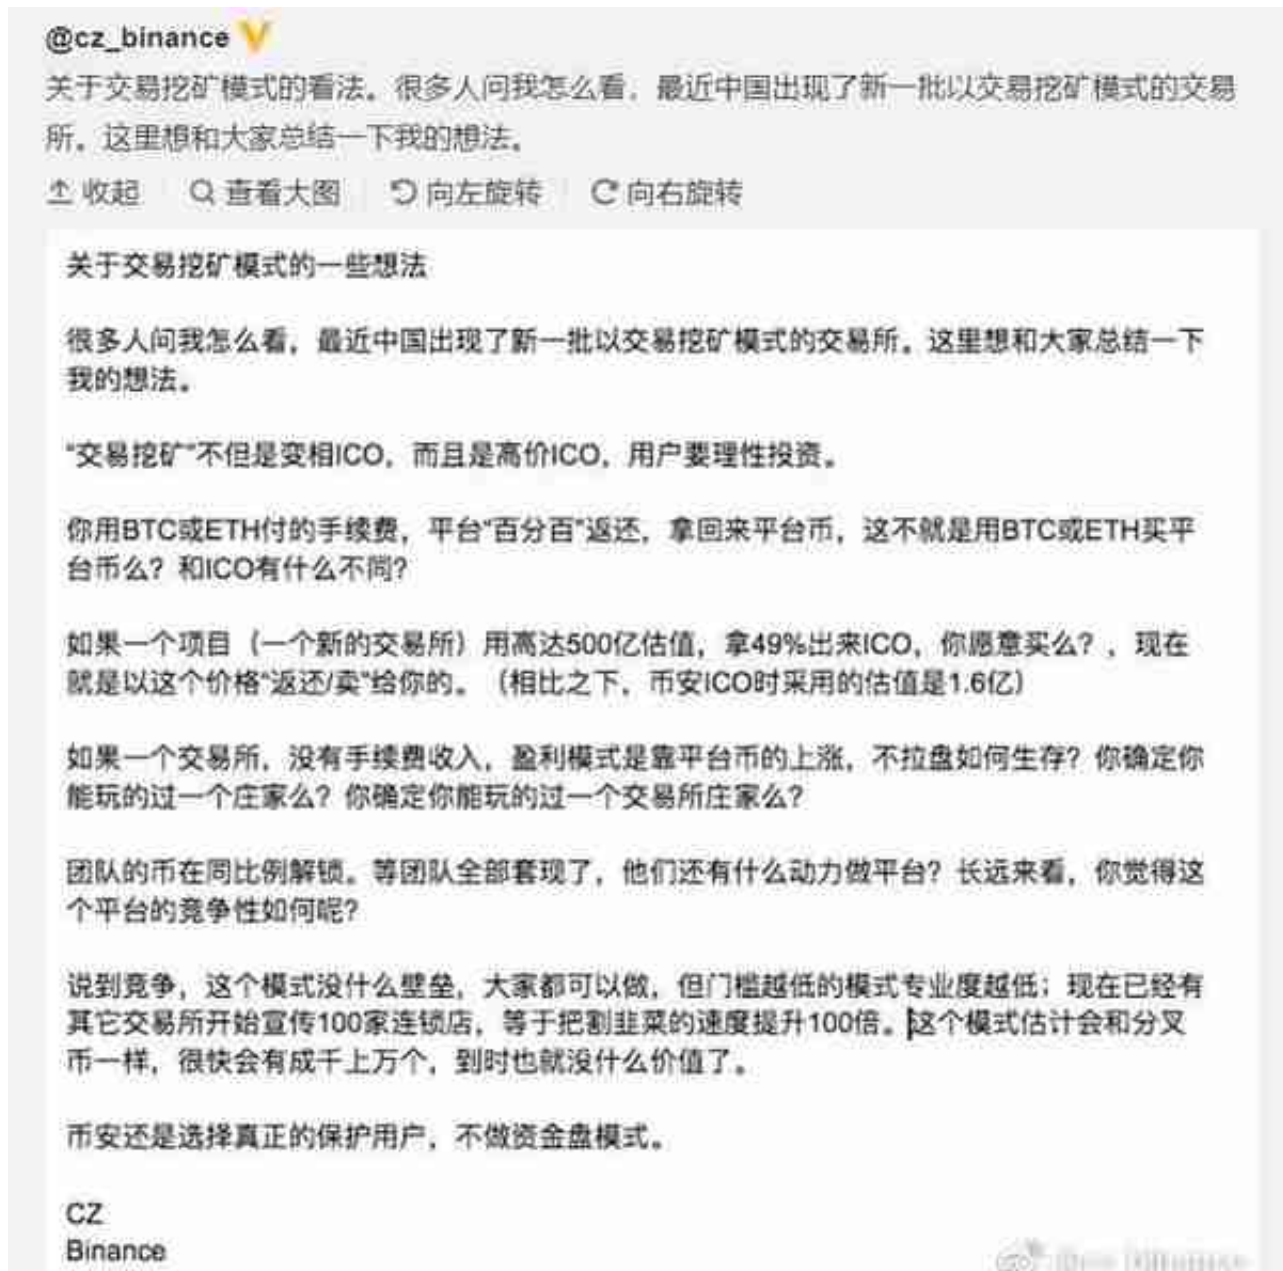 @cz_binance
关于交易挖矿模式的看法。很多人问我怎么看，最近中国出现了新一批以交易挖矿模式的交易
所。这里想和大家总结一下我的想法。
收起 查看大图 向左旋转 向右旋转
关于交易挖矿模式的一些想法
很多人问我怎么看，最近中国出现了新一批以交易挖矿模式的交易所。这里想和大家总结一下
我的想法。
“交易挖矿”不但是变相ICO，而且是高价ICO，用户要理性投资。
你用BTC或ETH付的手续费，平台“百分百”返还，拿回来平台币，这不就是用BTC或ETH买平
台币么？和ICO有什么不同？
如果一个项目（一个新的交易所）用高达500亿估值，拿49%出来ICO，你愿意买么？，现在
就是以这个价格“返还/卖”给你的。（相比之下，币安ICO时采用的估值是1.6亿）
如果一个交易所，没有手续费收入，盈利模式是靠平台币的上涨，不拉盘如何生存？你确定你
能玩的过一个庄家么？你确定你能玩的过一个交易所庄家么？
团队的币在同比例解锁。等团队全部套现了，他们还有什么动力做平台？长远来看，你觉得这
个平台的竞争性如何呢？
说到竞争，这个模式没什么壁垒，大家都可以做，但门槛越低的模式专业度越低；现在已经有
其它交易所开始宣传100家连锁店，等于把割韭菜的速度提升100倍。这个模式估计会和分叉
币一样，很快会有成千上万个，到时也就没什么价值了。
币安还是选择真正的保护用户，不做资金盘模式。
CZ
Binance